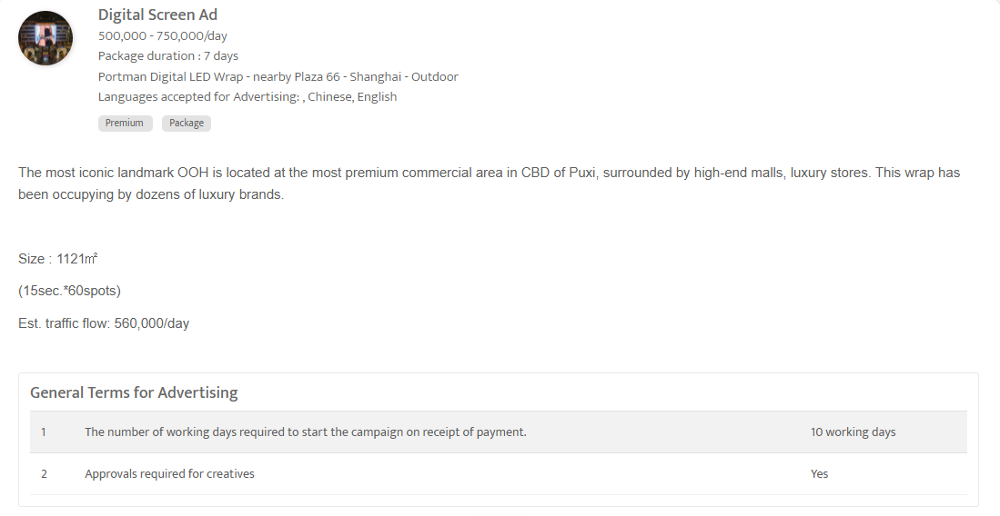 Digital Screen Ad
500,000 - 750,000/day
Package duration : 7 days
Portman Digital LED Wrap - nearby Plaza 66 - Shanghai - Outdoor
Languages accepted for Advertising: , Chinese, English
Premium Package
The most iconic landmark OOH is located at the most premium commercial area in CBD of Puxi, surrounded by high-end malls, luxury stores. This wrap has
been occupying by dozens of luxury brands.
Size : 1121㎡
(15sec.*60spots)
Est. traffic flow: 560,000/day
General Terms for Advertising
1 The number of working days required to start the campaign on receipt of payment. 10 working days
2 Approvals required for creatives Yes